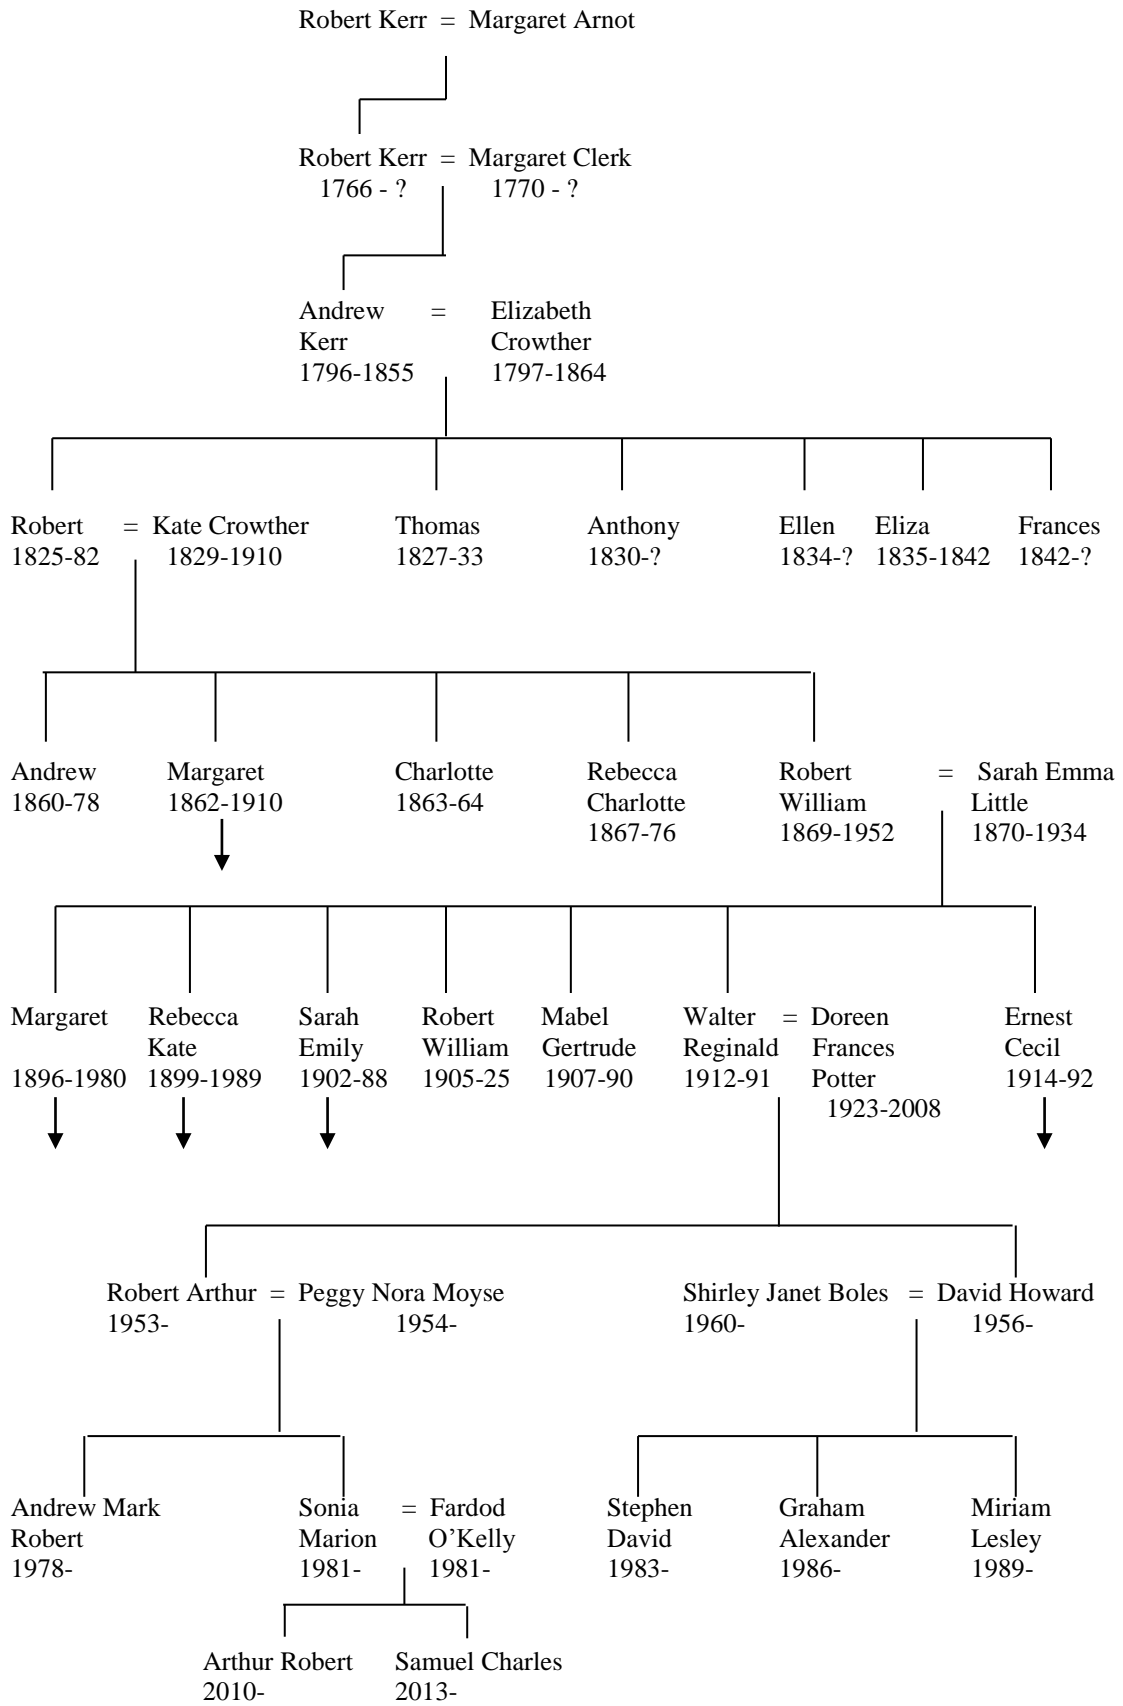 Robert Kerr = Margaret Arnot
Robert Kerr = Margaret Clerk
1766 - ? 1770 - ?
Andrew = Elizabeth
Kerr Crowther
1796-1855 1797-1864
Robert = Kate Crowther Thomas Anthony Ellen Eliza Frances
1825-82 1829-1910 1827-33 1830-? 1834-? 1835-1842 1842-?
Andrew Margaret Charlotte Rebecca Robert = Sarah Emma
1860-78 1862-1910 1863-64 Charlotte William Little
1867-76 1869-1952 1870-1934
Margaret Rebecca Sarah Robert Mabel Walter = Doreen Ernest
Kate Emily William Gertrude Reginald Frances Cecil
1896-1980 1899-1989 1902-88 1905-25 1907-90 1912-91 Potter 1914-92
1923-2008
Robert Arthur = Peggy Nora Moyse Shirley Janet Boles = David Howard
1953- 1954- 1960- 1956-
Andrew Mark Sonia = Fardod Stephen Graham Miriam
Robert Marion O’Kelly David Alexander Lesley
1978- 1981- 1981- 1983- 1986- 1989-
Arthur Robert Samuel Charles
2010- 2013-